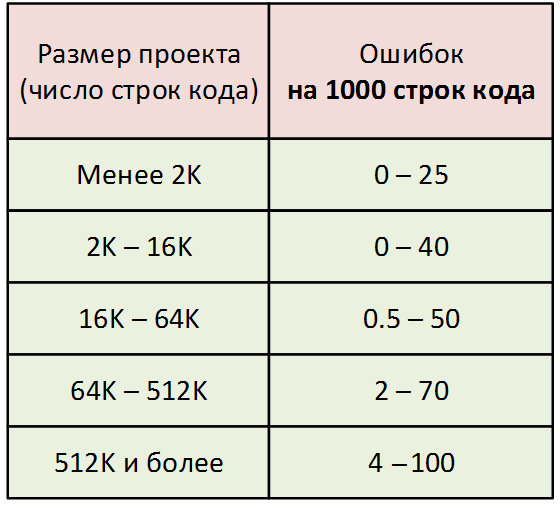 Размер проекта
(число строк кода)
Ошибок
на 1000 строк кода
Менее 2K
0 – 25
2K – 16K
0 – 40
16K – 64K
0.5 – 50
64K – 512K
2 – 70
512K и более
4 –100